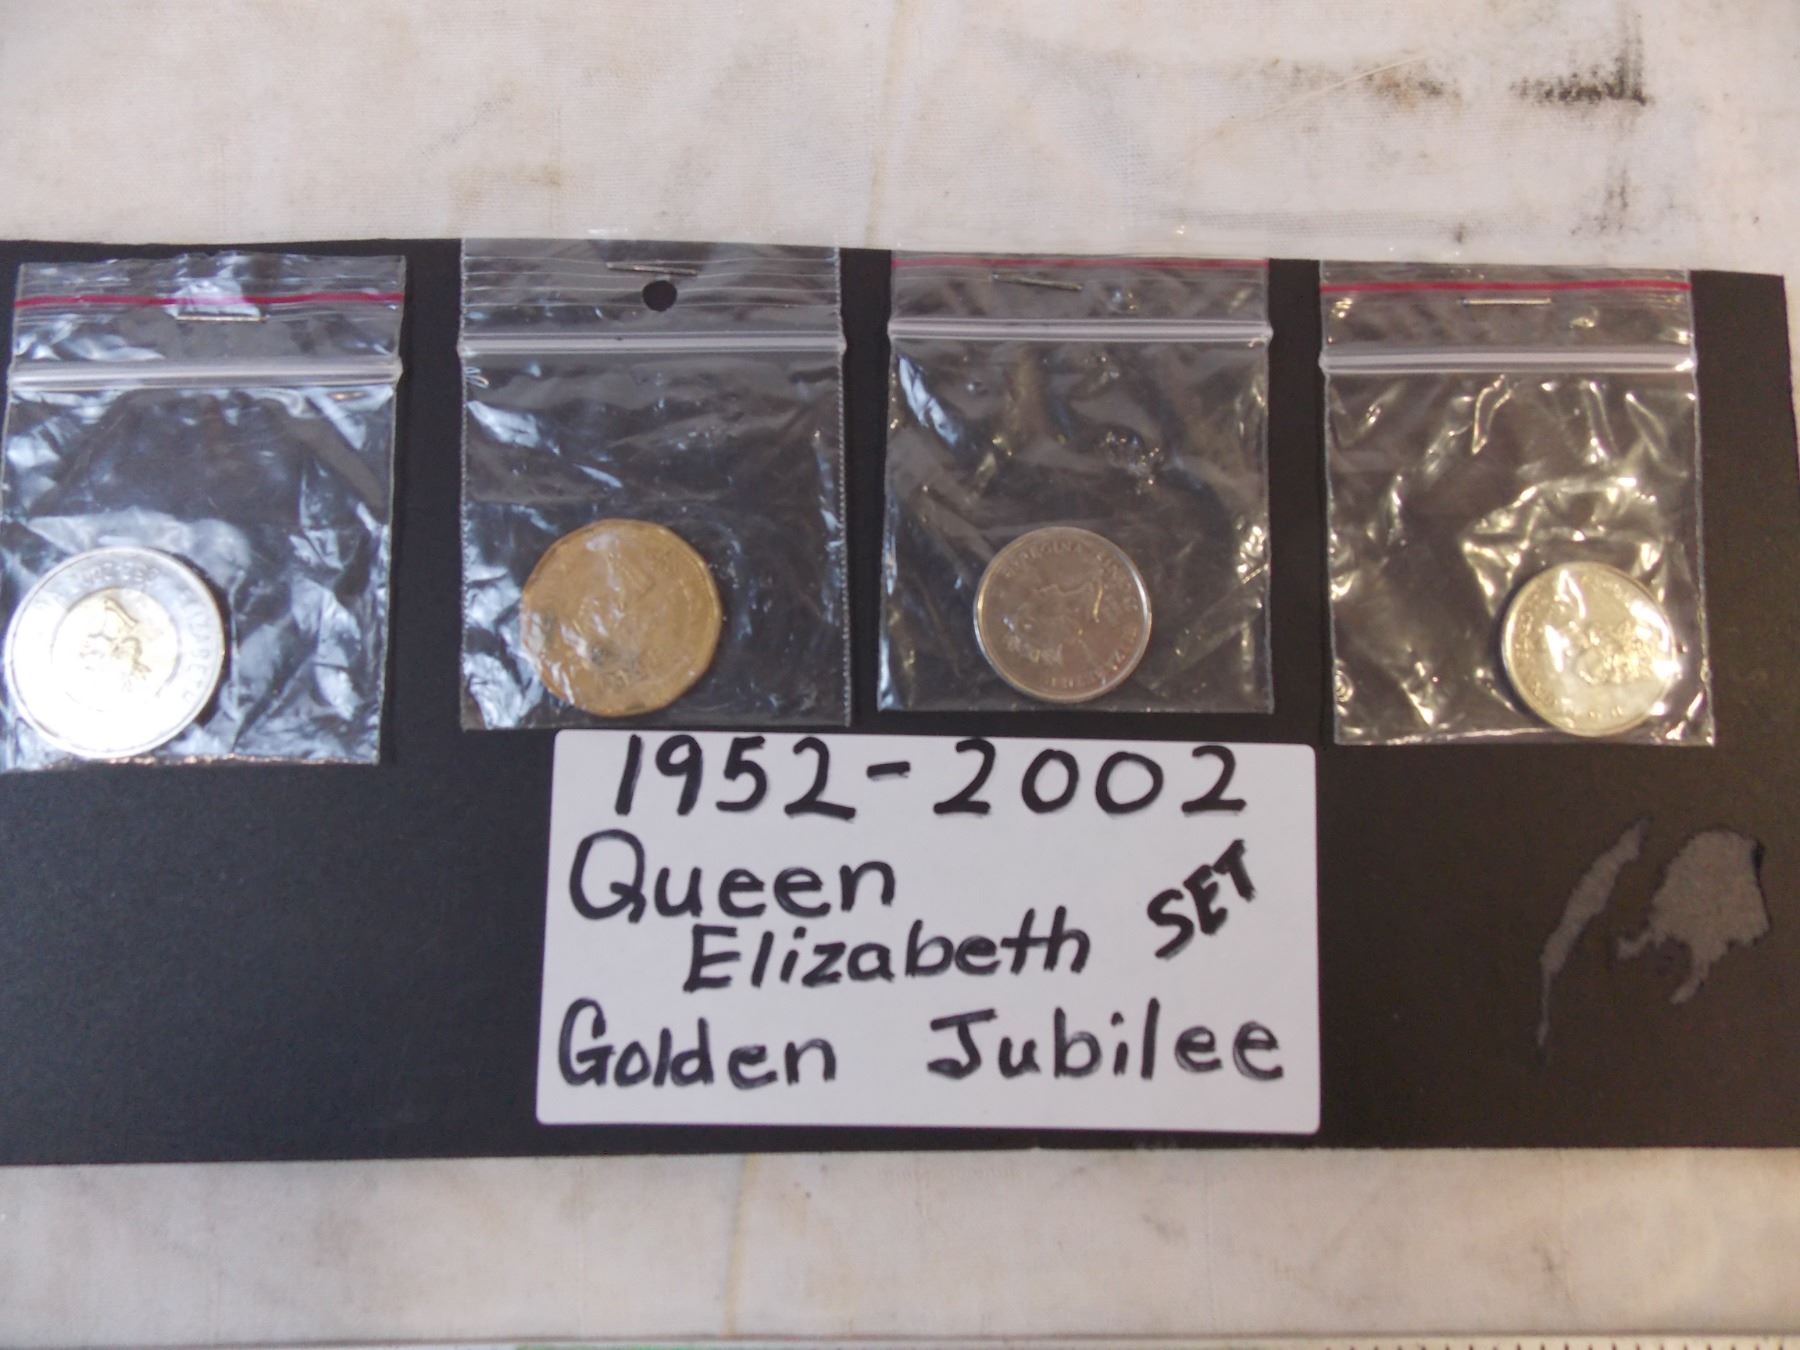 1952-2002
Queen
Elizabeth SET
Golden Jubilee